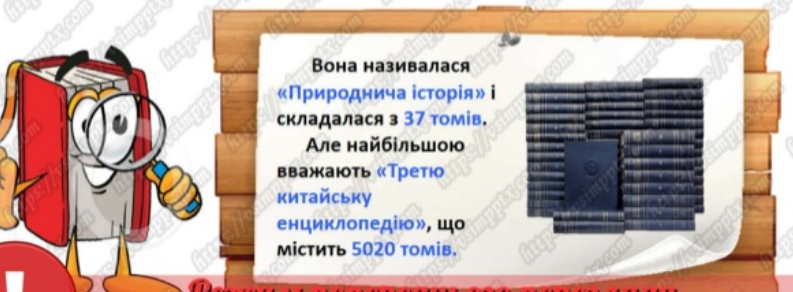 Вона називалася
«Природнича історія» і
складалася з 37 томів.
Але найбільшою
вважають «Третю
китайську
енциклопедію», що
містить 5020 томів.